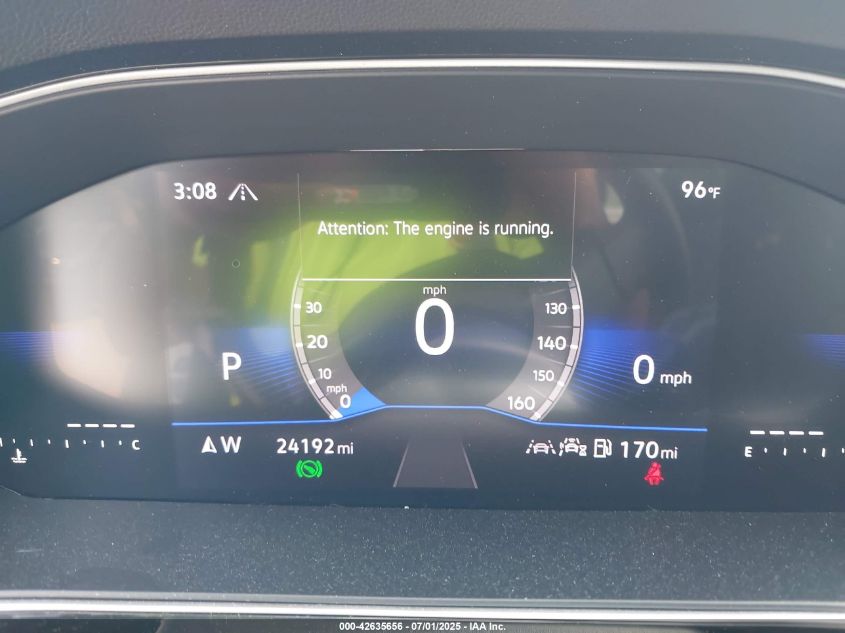 3:08
96°F
Attention: The engine is running.
mph
0
30
20
10
mph
0
130
140
150
160
P
0 mph
C
W
24192 mi
170 mi
E
000-42635656 - 07/01/2025 - IAA Inc.